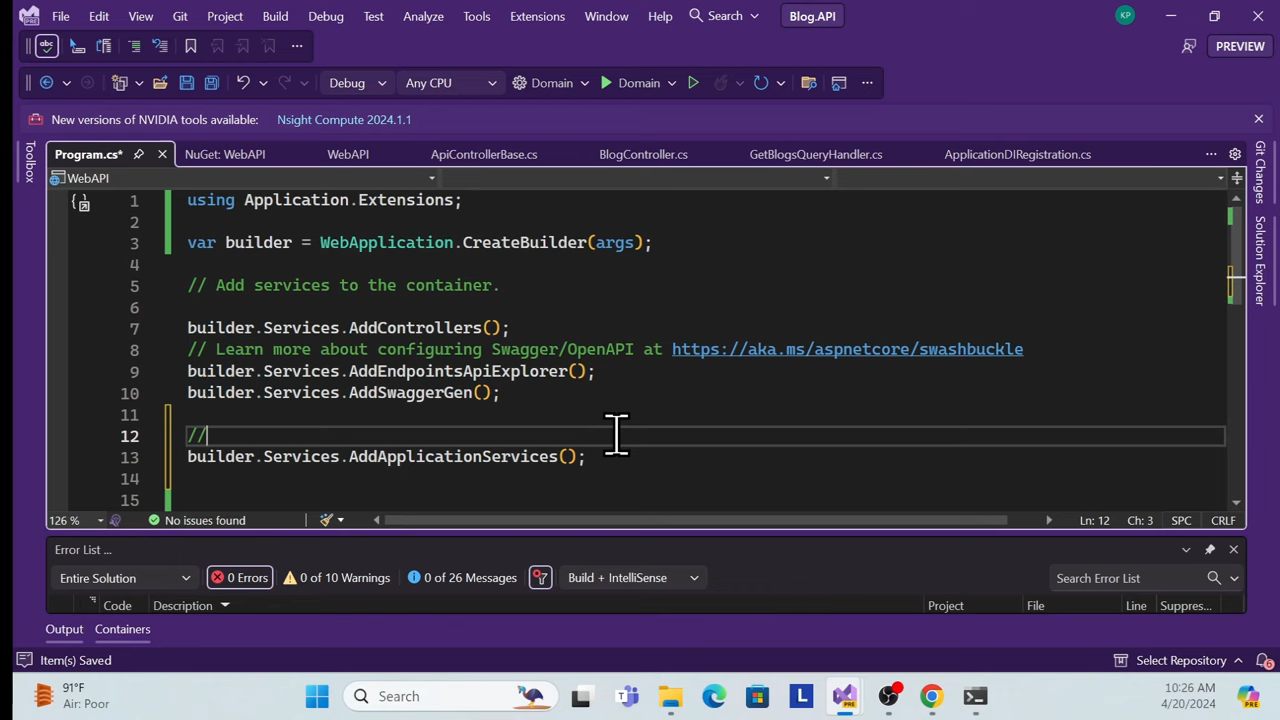 File Edit View Git Project Build Debug Test Analyze Tools Extensions Window Help Search Blog.API KP
abc PREVIEW
Debug Any CPU Domain Domain
New versions of NVIDIA tools available: Nsight Compute 2024.1.1
Toolbox
Program.cs* NuGet: WebAPI WebAPI ApiControllerBase.cs BlogController.cs GetBlogsQueryHandler.cs ApplicationDIRegistration.cs
WebAPI
1 using Application.Extensions;
2
3 var builder = WebApplication.CreateBuilder(args);
4
5 // Add services to the container.
6
7 builder.Services.AddControllers();
8 // Learn more about configuring Swagger/OpenAPI at https://aka.ms/aspnetcore/swashbuckle
9 builder.Services.AddEndpointsApiExplorer();
10 builder.Services.AddSwaggerGen();
11
12 //
13 builder.Services.AddApplicationServices();
14
15
Git Changes
Solution Explorer
126 % No issues found Ln: 12 Ch: 3 SPC CRLF
Error List ...
Entire Solution 0 Errors 0 of 10 Warnings 0 of 26 Messages Build + IntelliSense Search Error List
Code Description Project File Line Suppres...
Output Containers
Item(s) Saved Select Repository 6
91°F
Air: Poor
Search L PRE 10:26 AM
4/20/2024 PRE